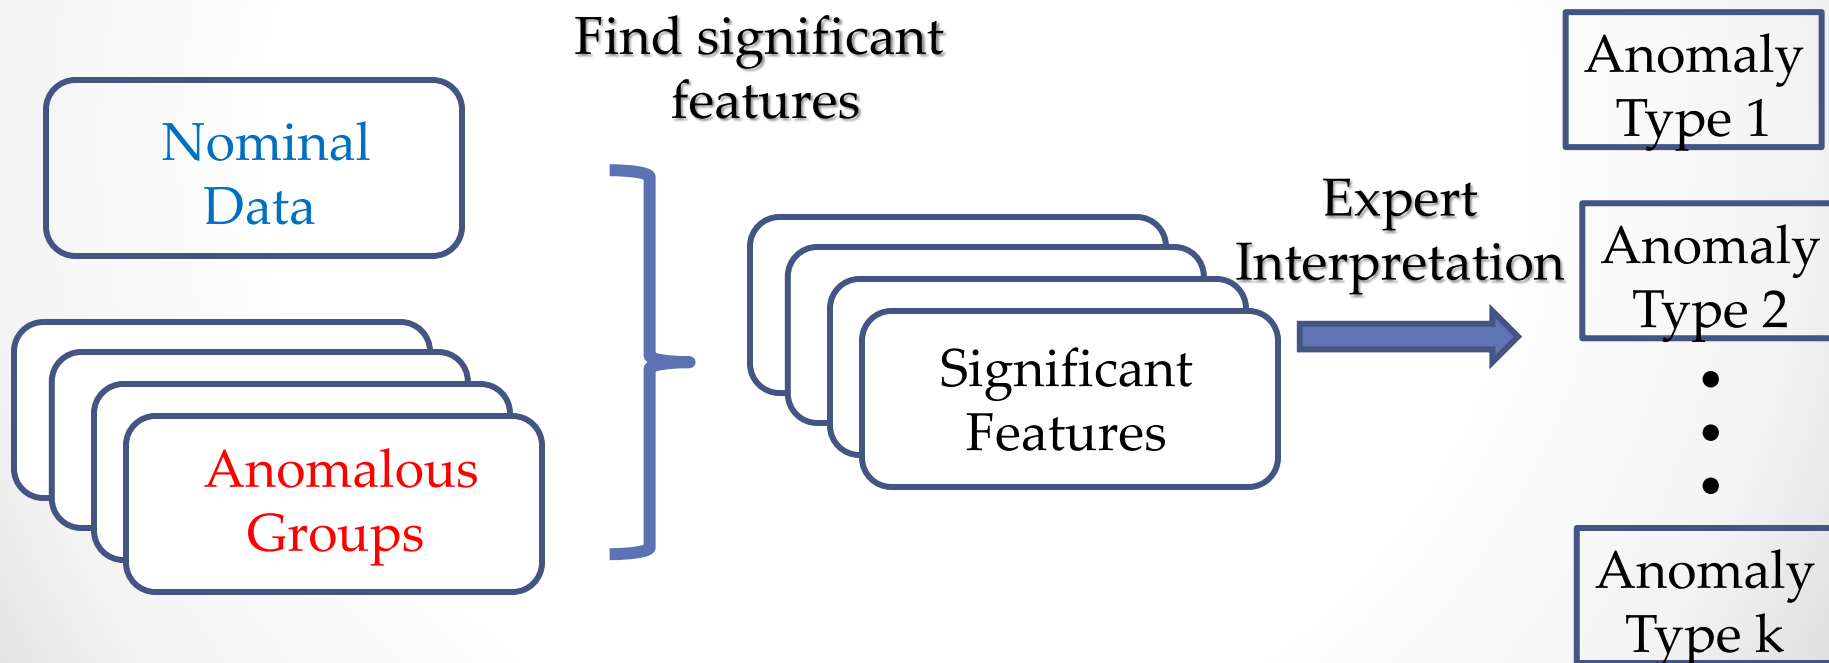 Find significant
features
Nominal
Data
Anomalous
Groups
Significant
Features
Expert
Interpretation
Anomaly
Type 1
Anomaly
Type 2
•
•
•
Anomaly
Type k